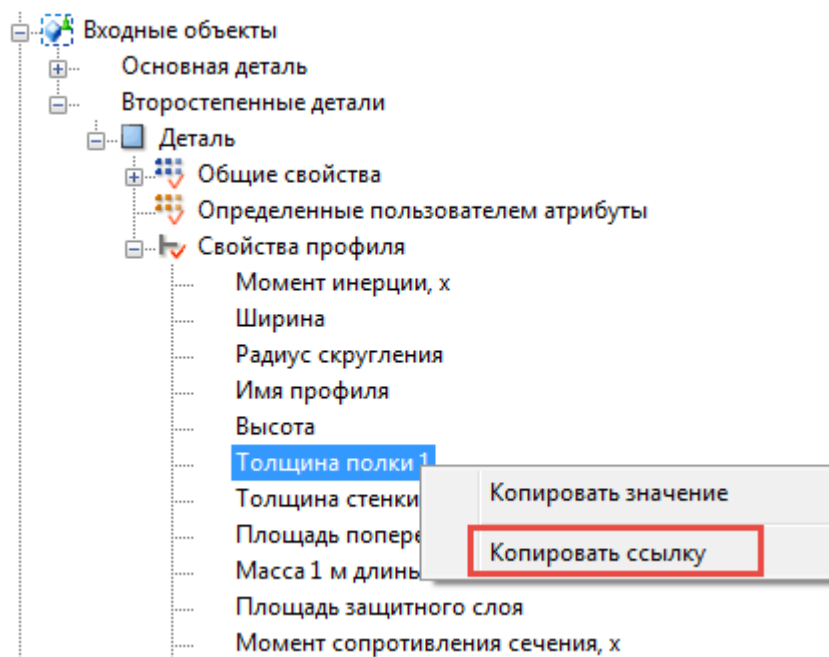 Входные объекты
Основная деталь
Второстепенные детали
Деталь
Общие свойства
Определенные пользователем атрибуты
Свойства профиля
Момент инерции, x
Ширина
Радиус скругления
Имя профиля
Высота
Толщина полки 1
Копировать значение
Толщина стенки
Площадь попере
Копировать ссылку
Масса 1 м длины
Площадь защитного слоя
Момент сопротивления сечения, x